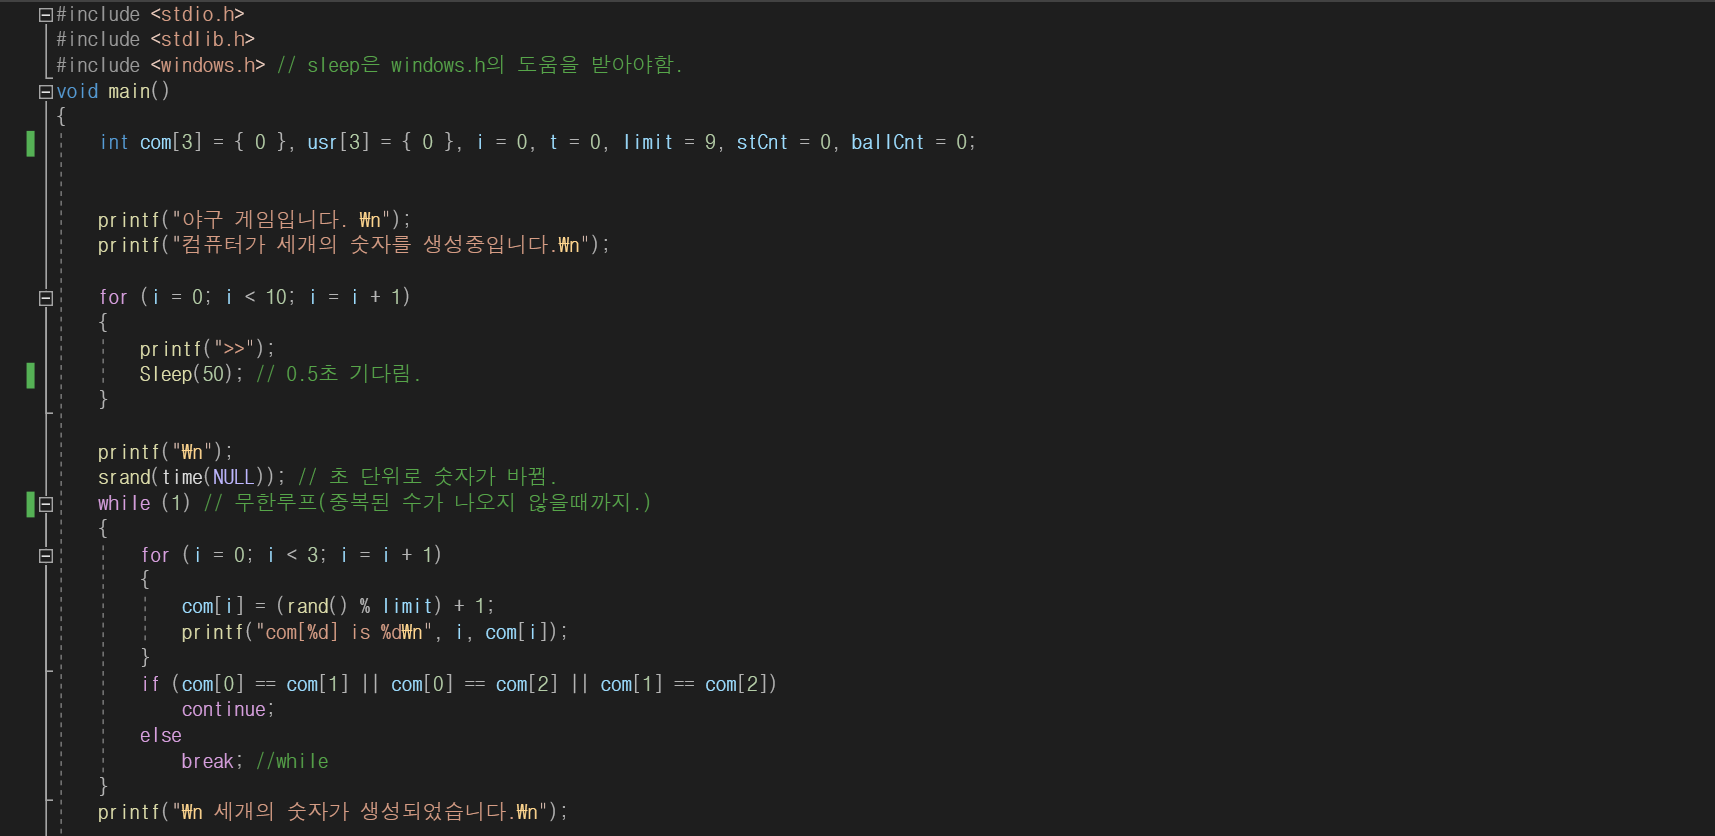 #include <stdio.h>
#include <stdlib.h>
#include <windows.h> // sleep은 windows.h의 도움을 받아야함.
void main()
{
int com[3] = { 0 }, usr[3] = { 0 }, i = 0, t = 0, limit = 9, stCnt = 0, ballCnt = 0;
printf("야구 게임입니다. ₩n");
printf("컴퓨터가 세개의 숫자를 생성중입니다.₩n");
for (i = 0; i < 10; i = i + 1)
{
printf(">>");
Sleep(50); // 0.5초 기다림.
}
printf("₩n");
srand(time(NULL)); // 초 단위로 숫자가 바뀜.
while (1) // 무한루프(중복된 수가 나오지 않을때까지.)
{
for (i = 0; i < 3; i = i + 1)
{
com[i] = (rand() % limit) + 1;
printf("com[%d] is %d₩n", i, com[i]);
}
if (com[0] == com[1] || com[0] == com[2] || com[1] == com[2])
continue;
else
break; //while
}
printf("₩n 세개의 숫자가 생성되었습니다.₩n");